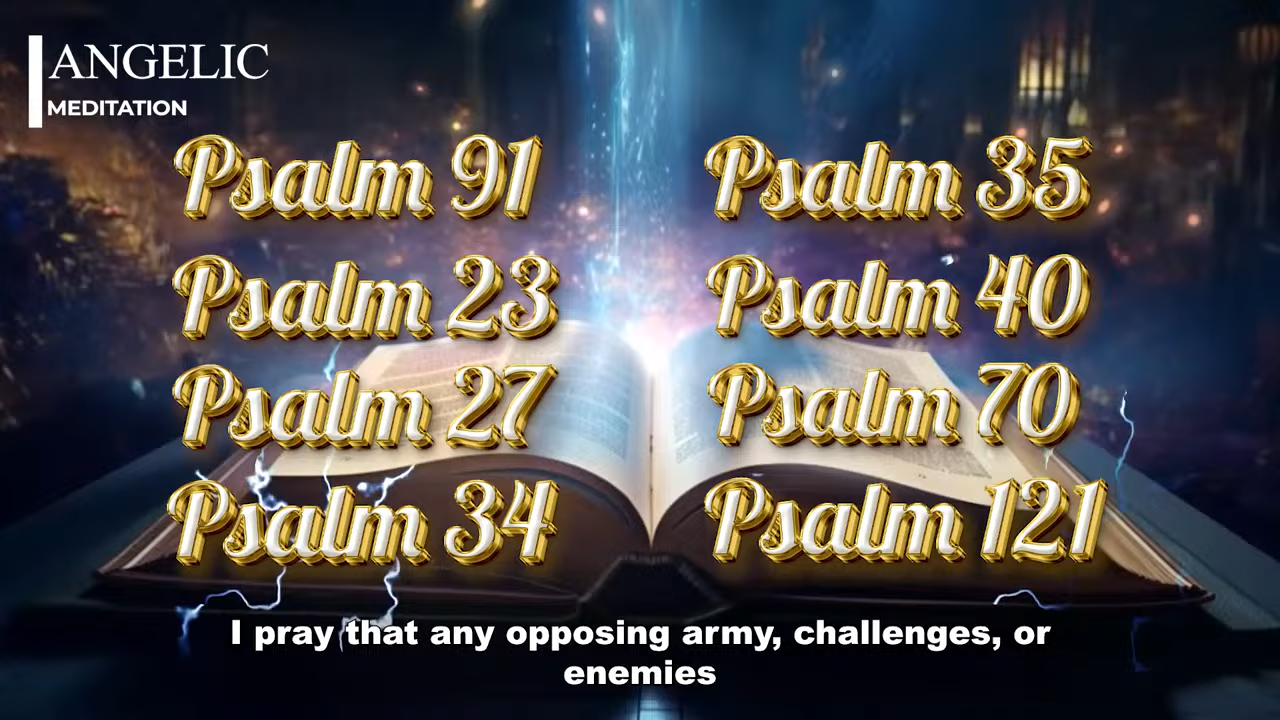 ANGELIC
MEDITATION
Psalm 91
Psalm 23
Psalm 27
Psalm 34
Psalm 35
Psalm 40
Psalm 70
Psalm 121
I pray that any opposing army, challenges, or
enemies